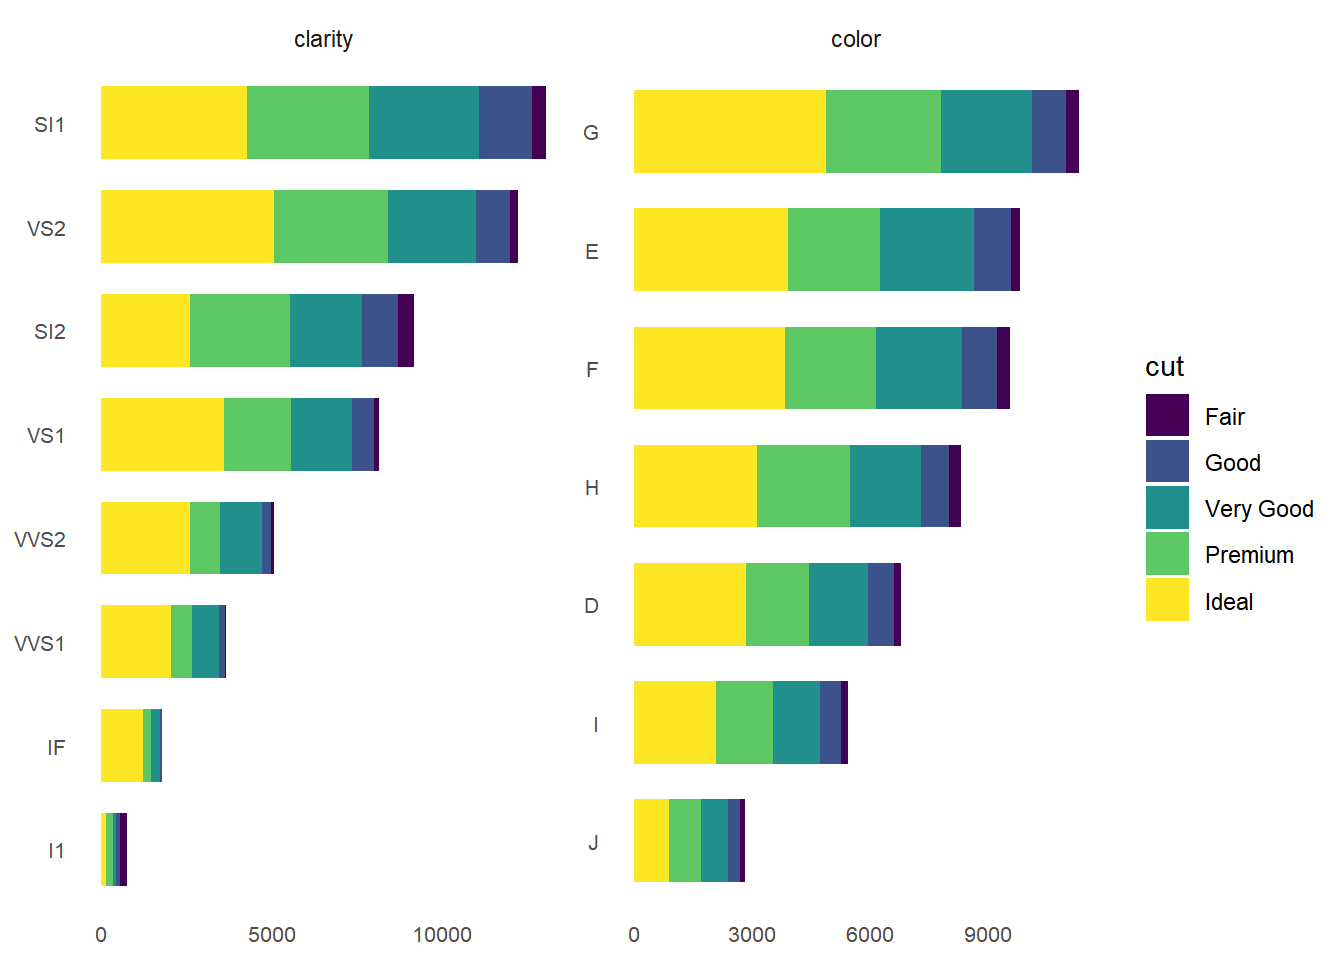 clarity
SI1
VS2
SI2
VS1
VVS2
VVS1
IF
I1
0 5000 10000
color
G
E
F
H
D
I
J
0 3000 6000 9000
cut
Fair
Good
Very Good
Premium
Ideal